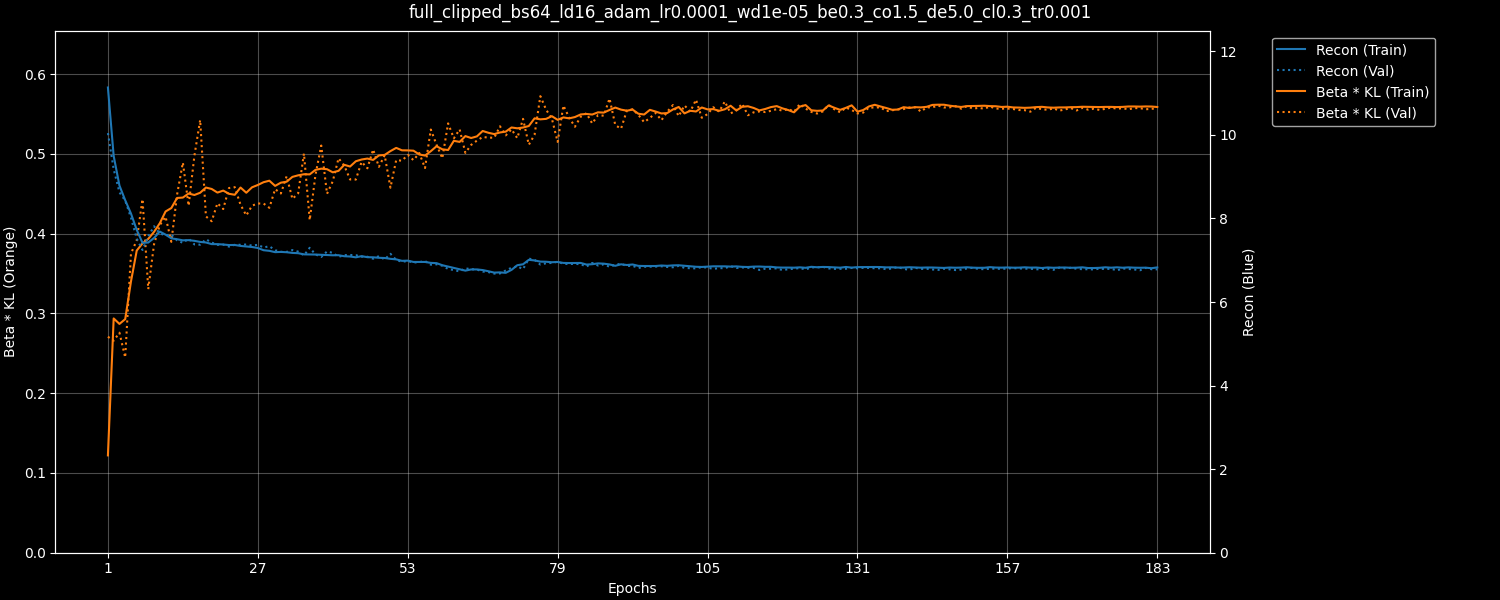 full_clipped_bs64_ld16_adam_lr0.0001_wd1e-05_be0.3_co1.5_de5.0_cl0.3_tr0.001
Recon (Train)
Recon (Val)
Beta * KL (Train)
Beta * KL (Val)
Beta * KL (Orange)
0.6
0.5
0.4
0.3
0.2
0.1
0.0
12
10
8
6
4
2
0
Recon (Blue)
1 27 53 79 105 131 157 183
Epochs